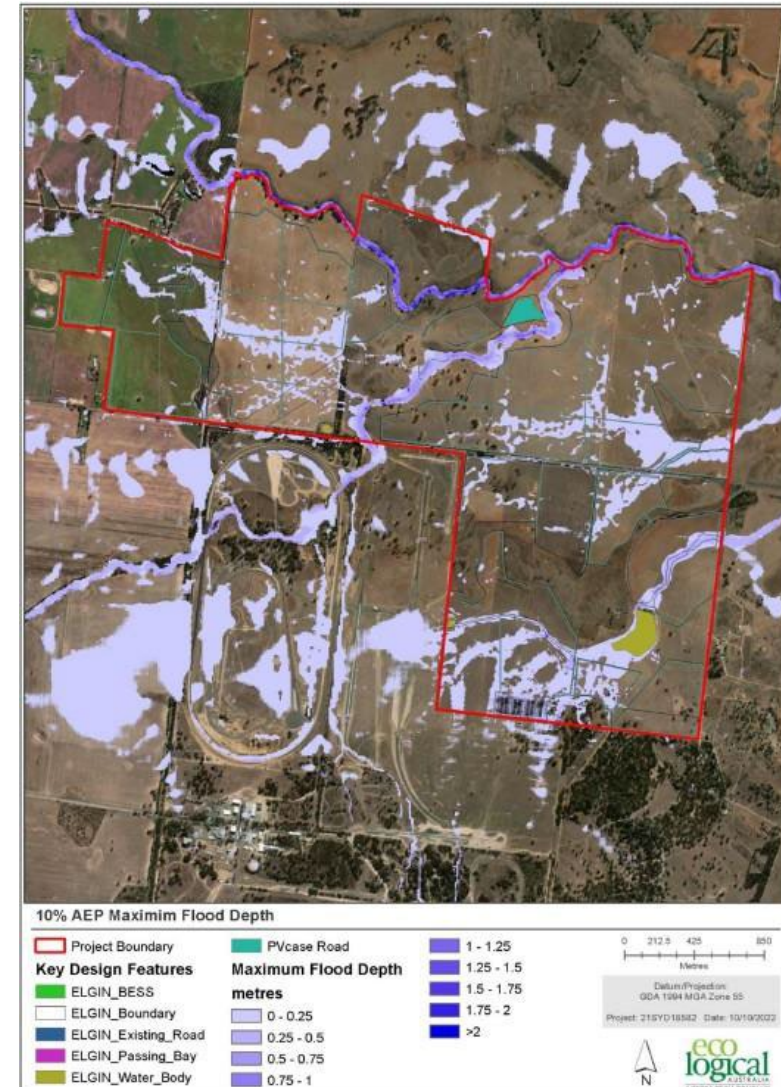 10% AEP Maximim Flood Depth
Project Boundary
Key Design Features
ELGIN_BESS
ELGIN_Boundary
ELGIN_Existing_Road
ELGIN_Passing_Bay
ELGIN_Water_Body
PVcase Road
Maximum Flood Depth
metres
0 - 0.25
0.25 - 0.5
0.5 - 0.75
0.75 - 1
1 - 1.25
1.25 - 1.5
1.5 - 1.75
1.75 - 2
>2
0 212.5 425 850
Metres
Datum/Projection:
GDA 1994 MGA Zone 55
Project: 21SYD18582 Date: 10/10/2022
N
eco
logical
AUSTRALIA